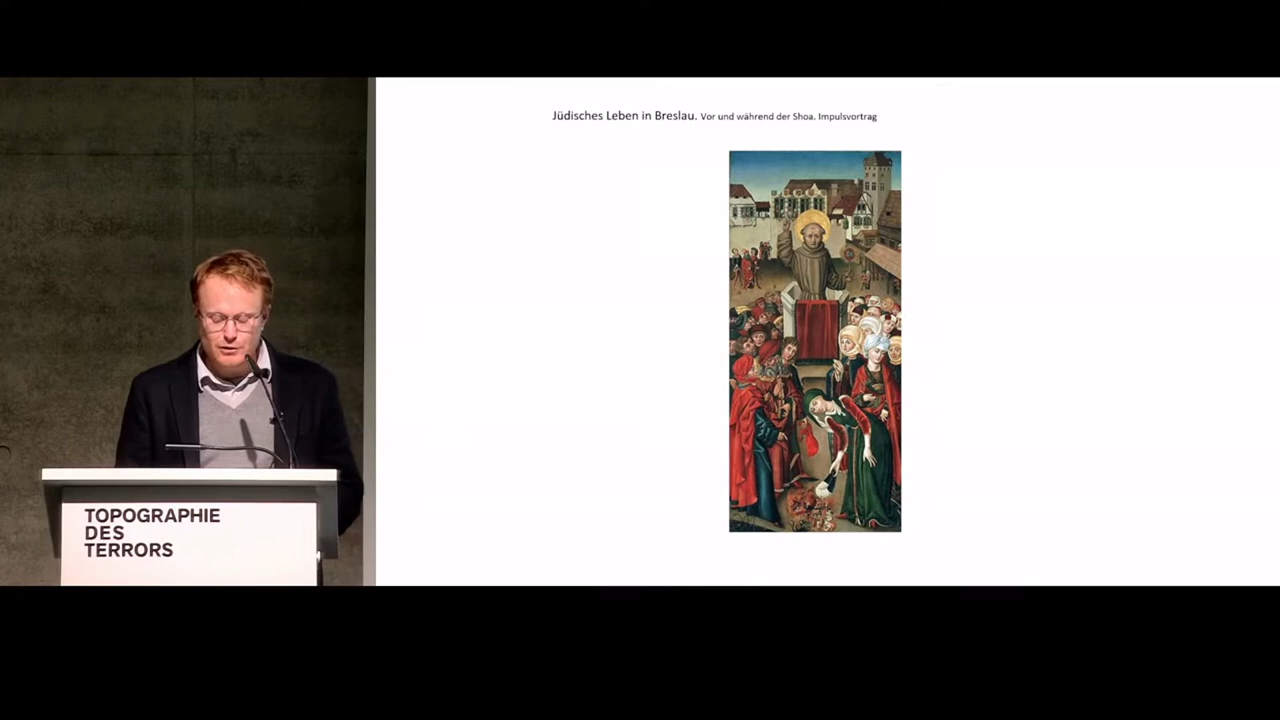 Jüdisches Leben in Breslau. Vor und während der Shoa. Impulsvortrag
TOPOGRAPHIE
DES
TERRORS